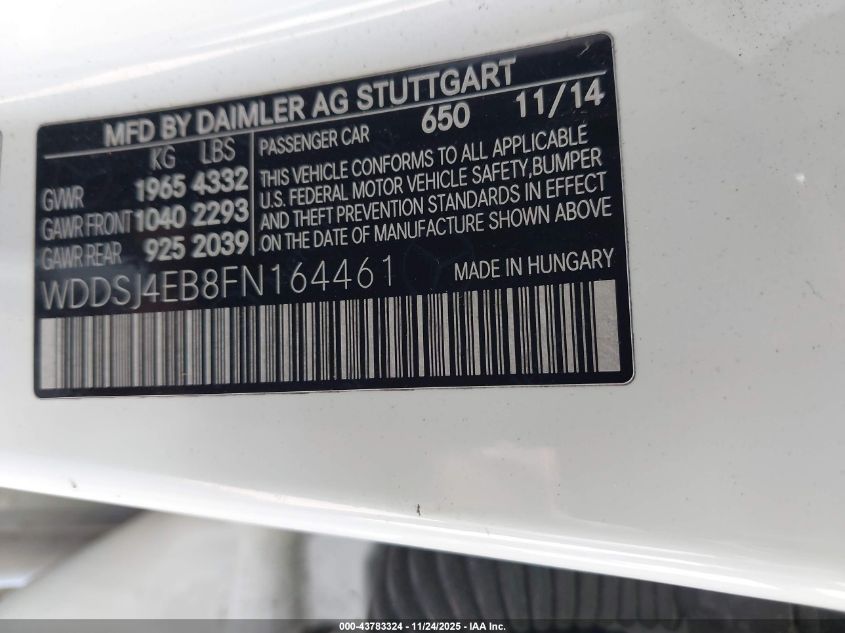 MFD BY DAIMLER AG STUTTGART
KG LBS
GVWR 1965 4332
GAWR FRONT 1040 2293
GAWR REAR 925 2039
PASSENGER CAR 650 11/14
THIS VEHICLE CONFORMS TO ALL APPLICABLE
U.S. FEDERAL MOTOR VEHICLE SAFETY, BUMPER
AND THEFT PREVENTION STANDARDS IN EFFECT
ON THE DATE OF MANUFACTURE SHOWN ABOVE
WDDSJ4EB8FN164461 MADE IN HUNGARY
000-43783324 - 11/24/2025 - IAA Inc.